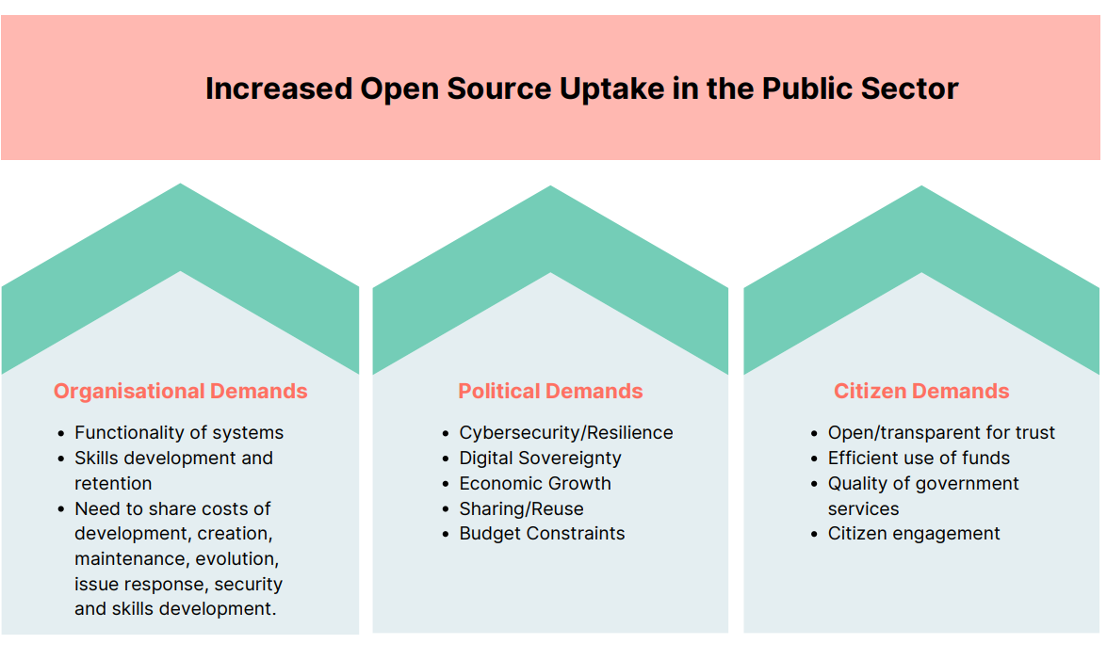 Increased Open Source Uptake in the Public Sector
Organisational Demands
• Functionality of systems
• Skills development and
retention
• Need to share costs of
development, creation,
maintenance, evolution,
issue response, security
and skills development.
Political Demands
• Cybersecurity/Resilience
• Digital Sovereignty
• Economic Growth
• Sharing/Reuse
• Budget Constraints
Citizen Demands
• Open/transparent for trust
• Efficient use of funds
• Quality of government
services
• Citizen engagement